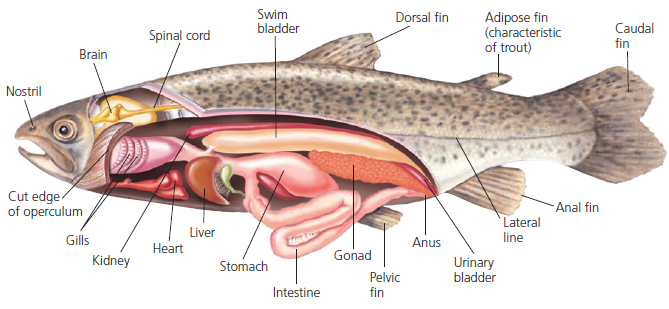 Swim
bladder
Dorsal fin
Adipose fin
(characteristic
of trout)
Caudal
fin
Spinal cord
Brain
Nostril
Cut edge
of operculum
Gills
Kidney
Heart
Liver
Stomach
Intestine
Gonad
Pelvic
fin
Anus
Urinary
bladder
Lateral
line
Anal fin